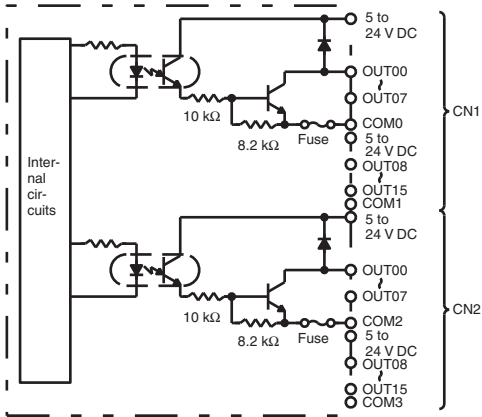 5 to
24 V DC
OUT00
OUT07
COM0
10 kΩ
8.2 kΩ
Fuse
5 to
24 V DC
OUT08
OUT15
COM1
CN1
Inter-
nal
cir-
cuits
5 to
24 V DC
OUT00
OUT07
COM2
10 kΩ
8.2 kΩ
Fuse
5 to
24 V DC
OUT08
OUT15
COM3
CN2